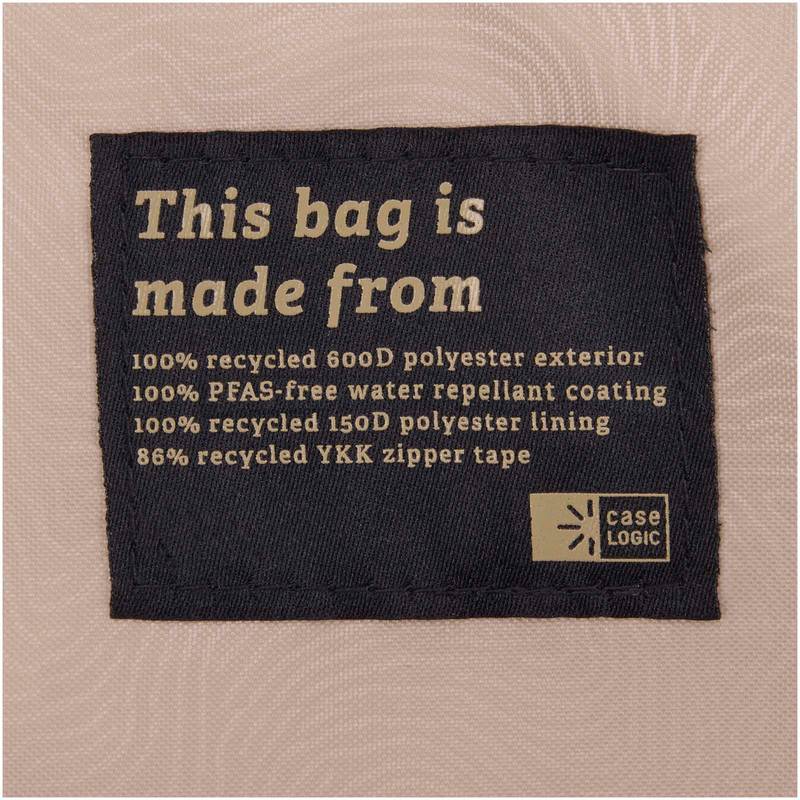 This bag is
made from
100% recycled 600D polyester exterior
100% PFAS-free water repellant coating
100% recycled 150D polyester lining
86% recycled YKK zipper tape
case
LOGIC